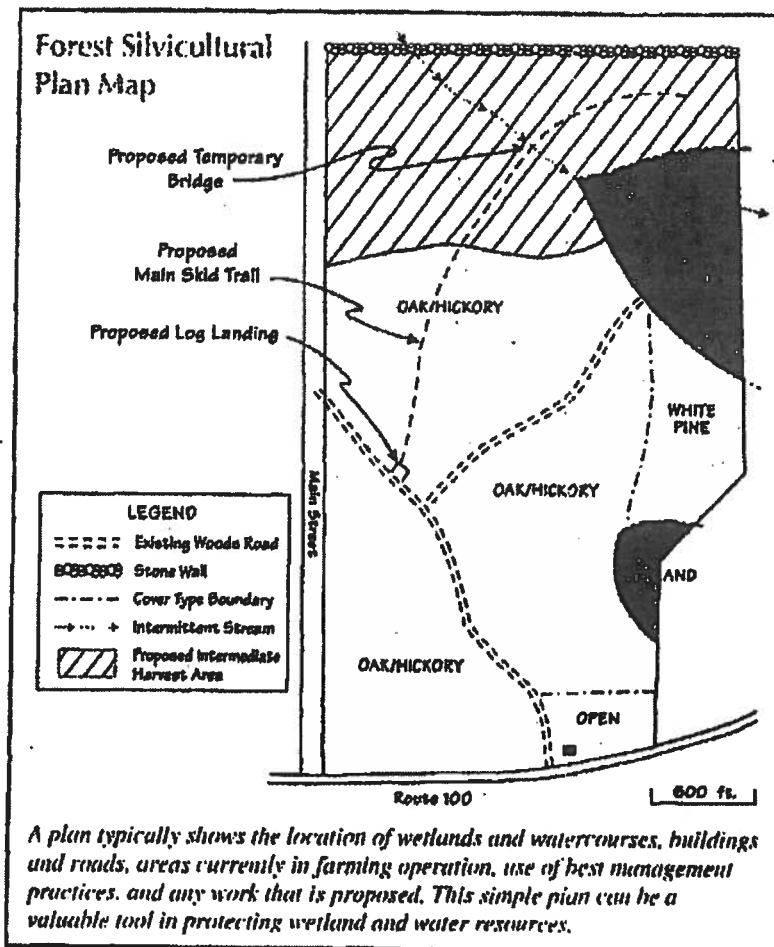 Forest Silvicultural
Plan Map
Proposed Temporary
Bridge
Proposed
Main Skid Trail
OAK/HICKORY
Proposed Log Landing
WHITE
PINE
Main Street
OAK/HICKORY
LEGEND
Existing Woods Road
Stone Wall
Cover Type Boundary
Intermittent Stream
Proposed Intermediate
Harvest Area
AND
OAK/HICKORY
OPEN
Route 100
600 ft.
A plan typically shows the location of wetlands and watercourses, buildings
and roads, areas currently in farming operation, use of best management
practices, and any work that is proposed. This simple plan can be a
valuable tool in protecting wetland and water resources.